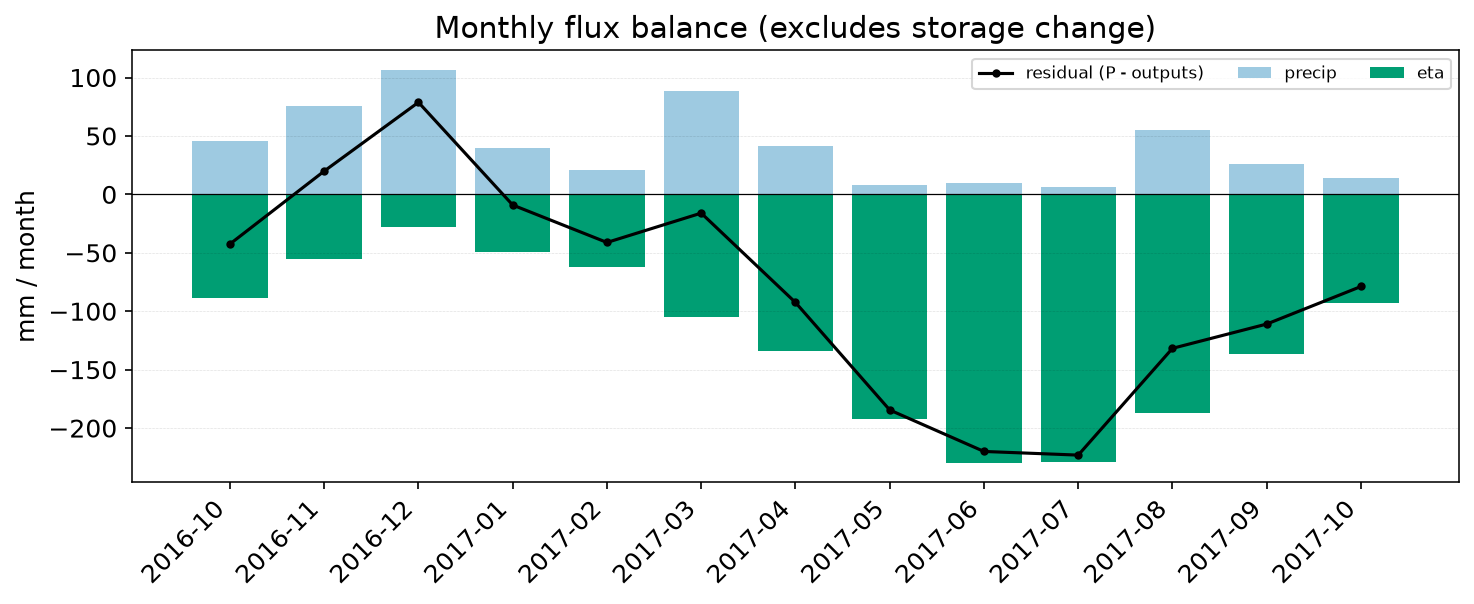 Monthly flux balance (excludes storage change)
residual (P - outputs) precip eta
mm / month
100
50
0
−50
−100
−150
−200
2016-10 2016-11 2016-12 2017-01 2017-02 2017-03 2017-04 2017-05 2017-06 2017-07 2017-08 2017-09 2017-10